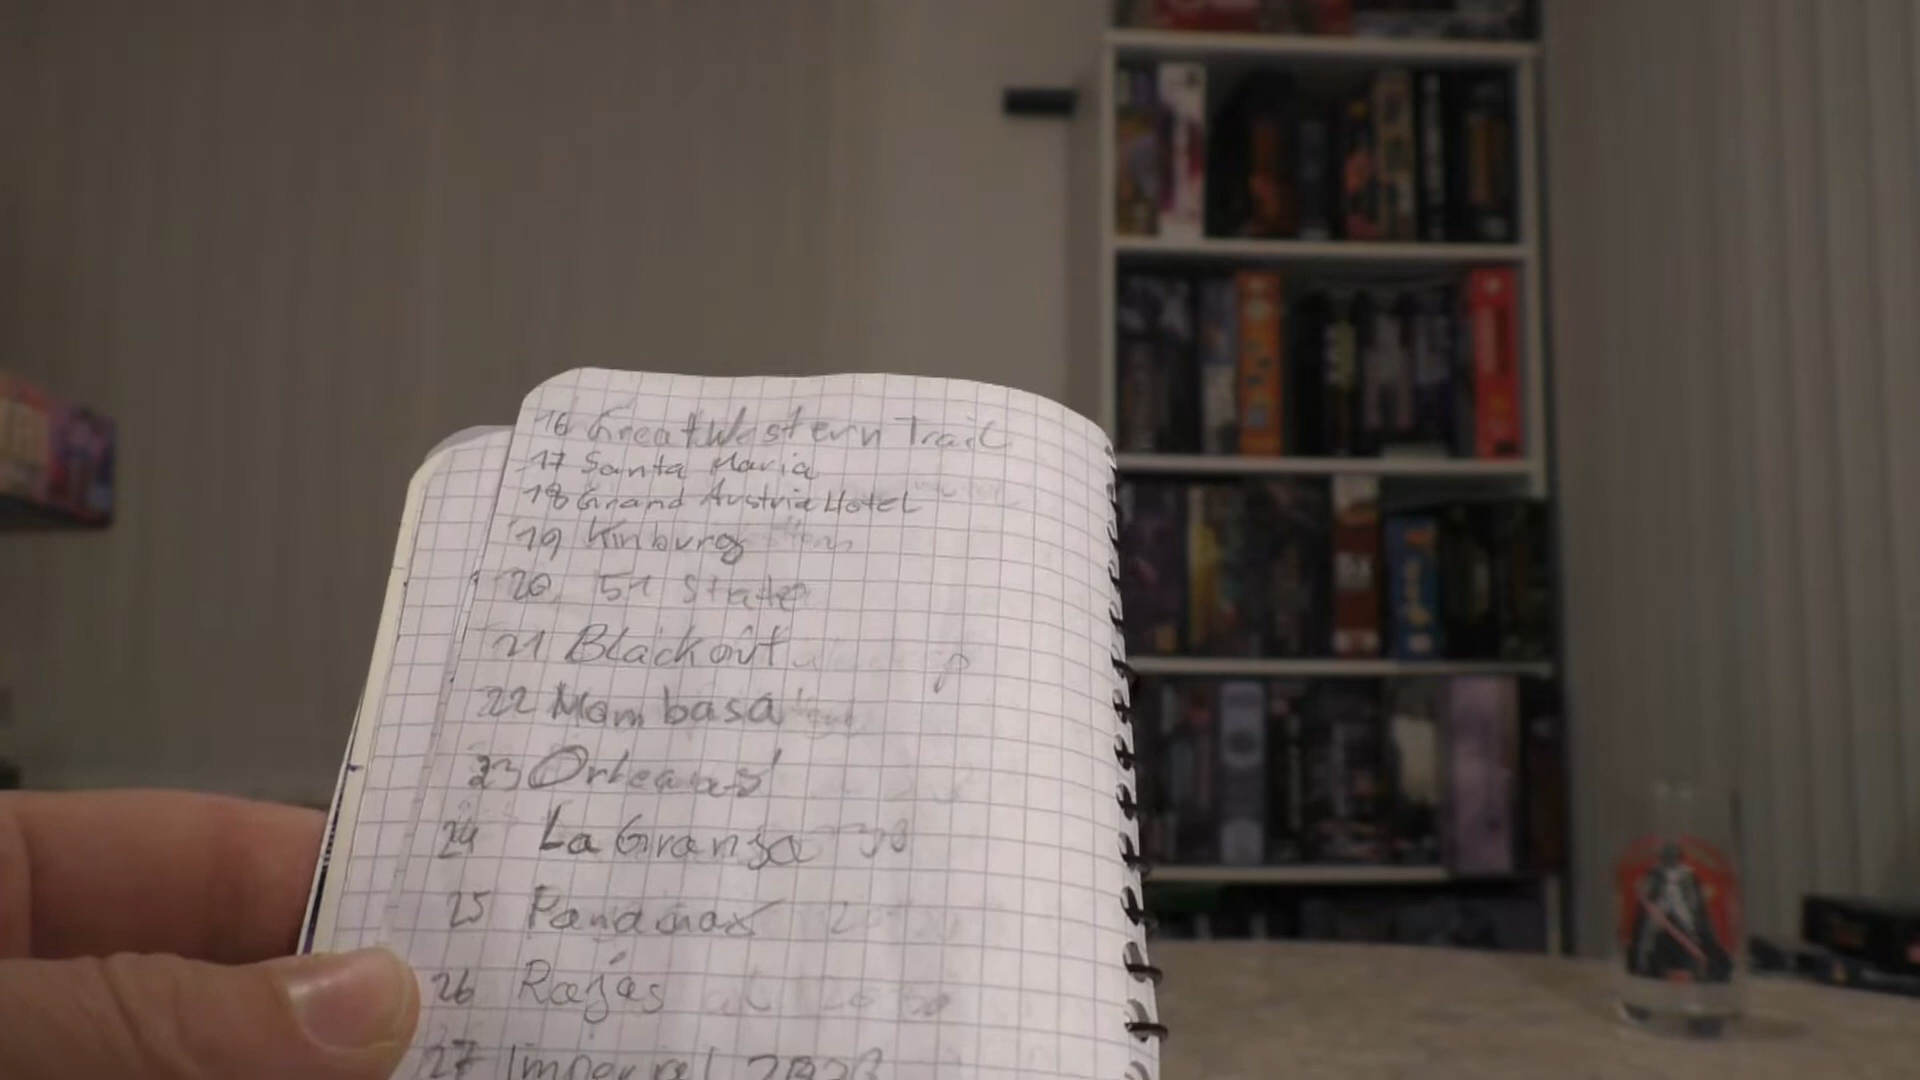 16 Great Western Trail
17 Santa Maria
18 Grand Austria Hotel
19 Kinburg
20. 51 State
21 Blackout
22 Mombasa
23 Orleans
24 La Granja
25 Panamax
26 Rajas
27